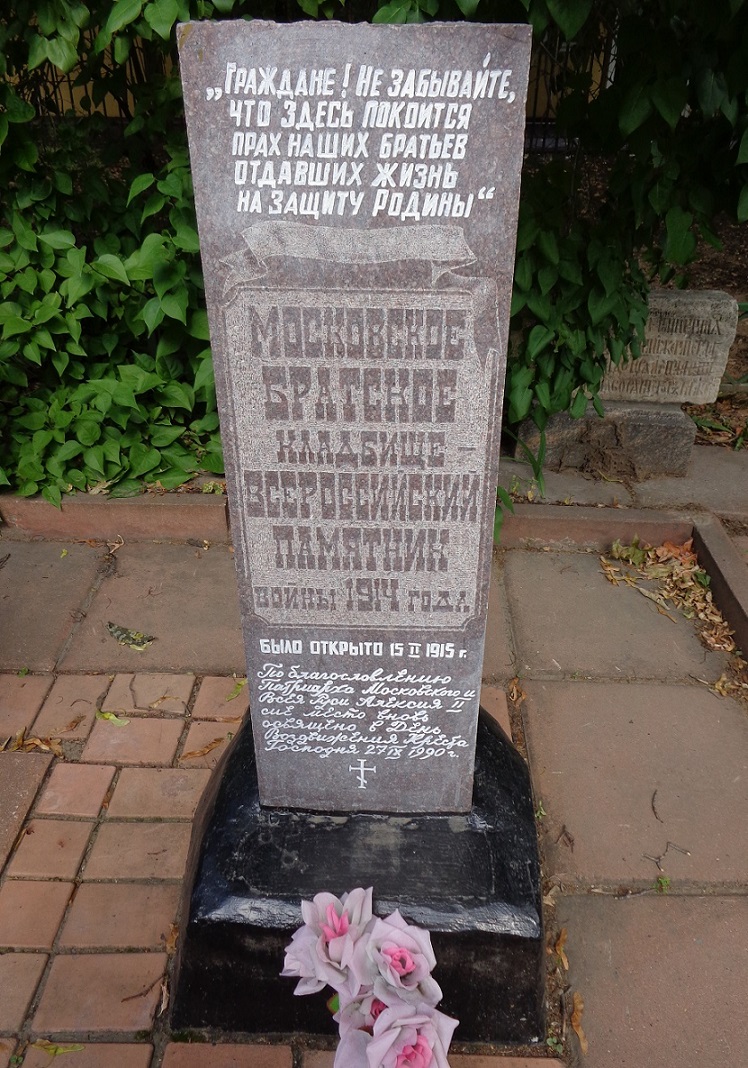 „Граждане! Не забывайте,
что здесь покоится
прах наших братьев
отдавших жизнь
на защиту Родины“
Московское
братское
кладбище –
Всероссийский
памятник
войны 1914 года
было открыто 15 II 1915 г.
По благословлению
Патриарха Московского и
Всея Руси Алексия II
сие место вновь
освящено в День
Воздвижения Креста
Господня 27 IX 1990 г.